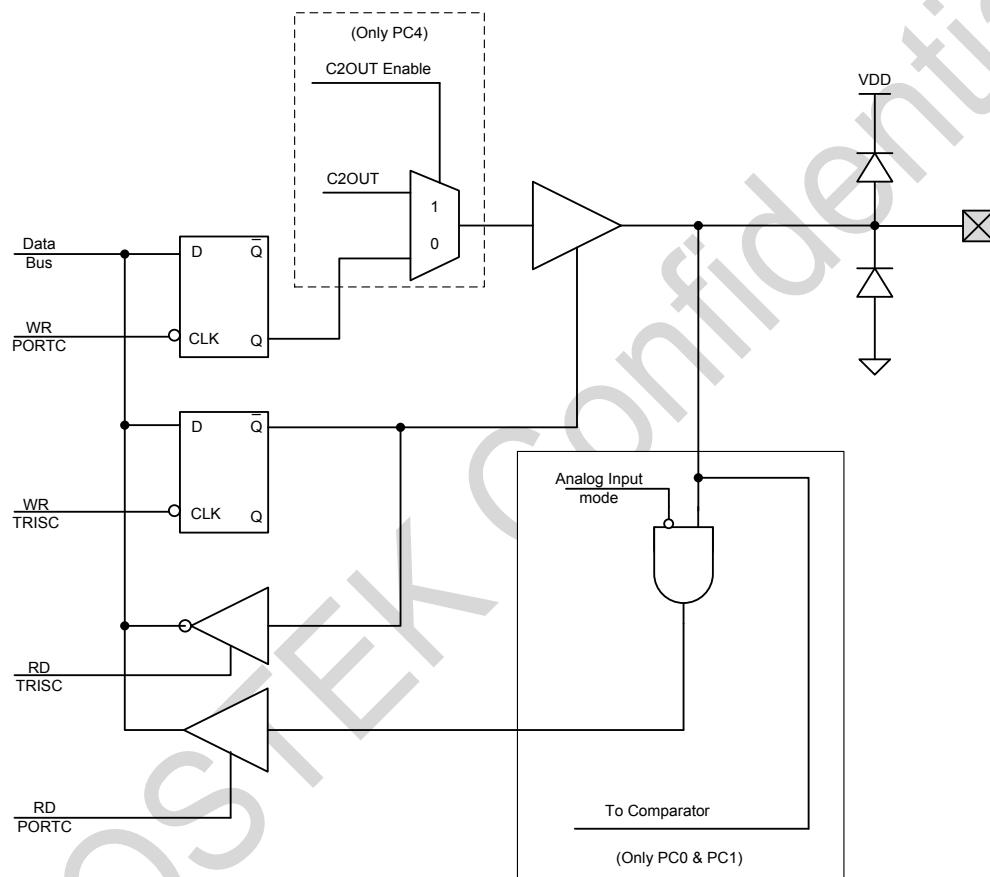 (Only PC4)
C2OUT Enable
VDD
C2OUT
1
0
Data
Bus
D
Q
WR
PORTC
CLK
Q
D
Q
WR
TRISC
CLK
Q
Analog Input
mode
RD
TRISC
RD
PORTC
To Comparator
(Only PC0 & PC1)